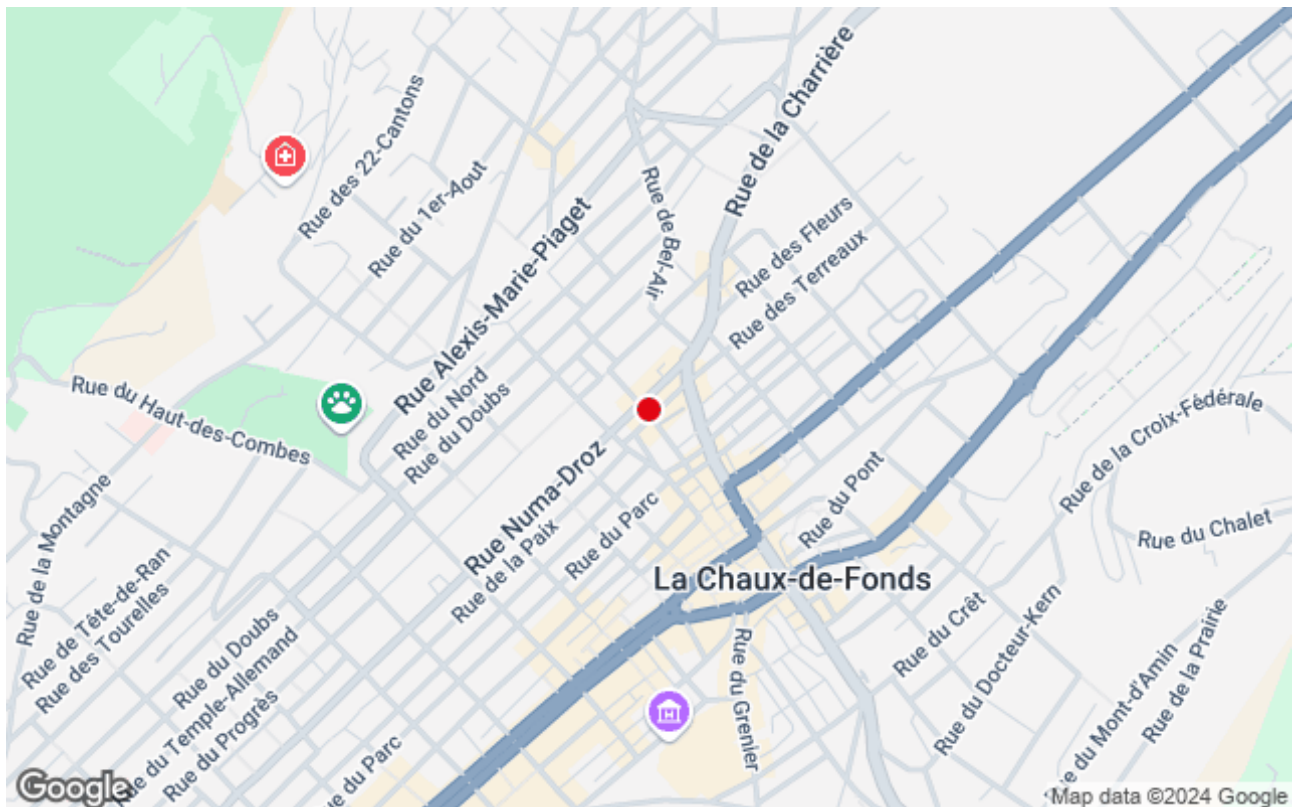 Rue de la Charrière
Rue des 22-Cantons
Rue du 1er-Aout
Rue de Bel-Air
Rue des Fleurs
Rue des Terreaux
Rue Alexis-Marie-Piaget
Rue du Nord
Rue du Doubs
Rue du Haut-des-Combes
Rue de la Croix-Fédérale
Rue Numa-Droz
Rue du Pont
Rue de la Montagne
Rue du Parc
Rue de la Paix
Rue du Chalet
Rue de Tête-de-Ran
Rue des Tourelles
La Chaux-de-Fonds
Rue du Doubs
Rue du Temple-Allemand
Rue du Progrès
Rue du Crêt
Rue du Docteur-Kern
Rue du Grenier
Rue de la Prairie
ue du Mont-d'Amin
ue du Parc
Google
Map data ©2024 Google